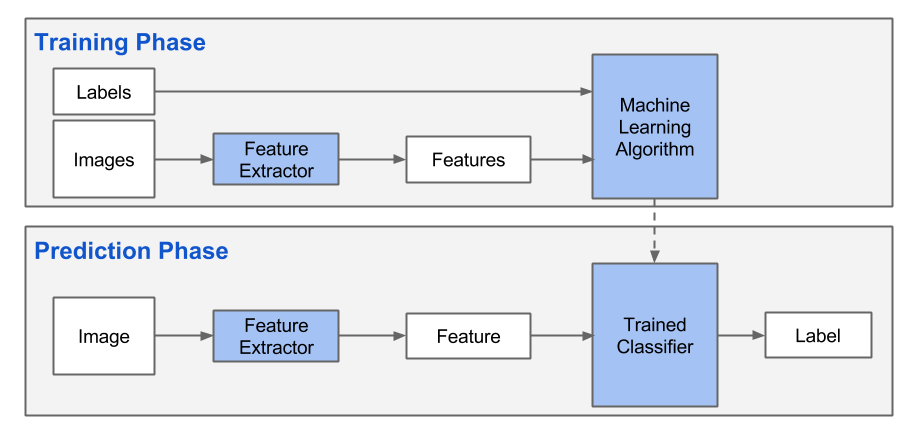 Training Phase
Labels
Images
Feature
Extractor
Features
Machine
Learning
Algorithm
Prediction Phase
Image
Feature
Extractor
Feature
Trained
Classifier
Label